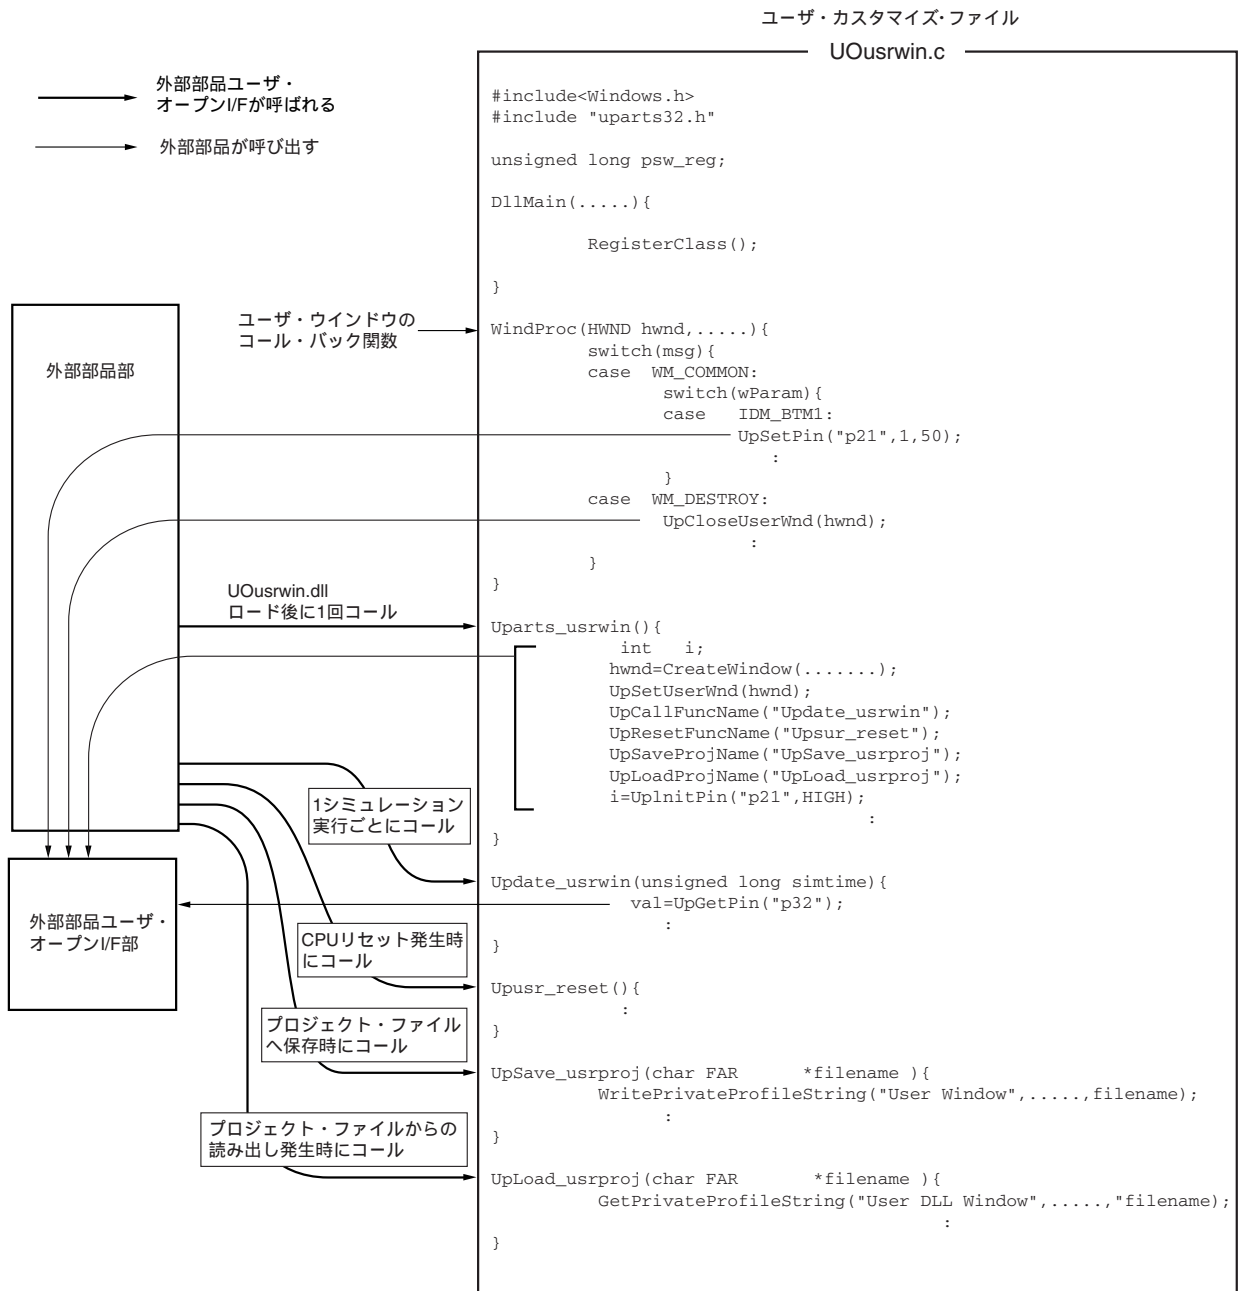 ユーザ・カスタマイズ・ファイル
UOusrwin.c
外部部品ユーザ・
オープンI/Fが呼ばれる
外部部品が呼び出す
#include<Windows.h>
#include "uparts32.h"
unsigned long psw_reg;
DllMain(.....){
RegisterClass();
}
ユーザ・ウインドウの
コール・バック関数
WindProc(HWND hwnd,.....){
switch(msg){
case WM_COMMON:
switch(wParam){
case IDM_BTM1:
UpSetPin("p21",1,50);
:
}
case WM_DESTROY:
UpCloseUserWnd(hwnd);
:
}
}
外部部品部
UOusrwin.dll
ロード後に1回コール
Uparts_usrwin(){
int i;
hwnd=CreateWindow(.......);
UpSetUserWnd(hwnd);
UpCallFuncName("Update_usrwin");
UpResetFuncName("Upsur_reset");
UpSaveProjName("UpSave_usrproj");
UpLoadProjName("UpLoad_usrproj");
i=UplnitPin("p21",HIGH);
:
}
1シミュレーション
実行ごとにコール
Update_usrwin(unsigned long simtime){
val=UpGetPin("p32");
:
}
外部部品ユーザ・
オープンI/F部
CPUリセット発生時
にコール
Upusr_reset(){
:
}
プロジェクト・ファイル
へ保存時にコール
UpSave_usrproj(char FAR *filename ){
WritePrivateProfileString("User Window",.....,filename);
:
}
プロジェクト・ファイルからの
読み出し発生時にコール
UpLoad_usrproj(char FAR *filename ){
GetPrivateProfileString("User DLL Window",.....,"filename);
:
}